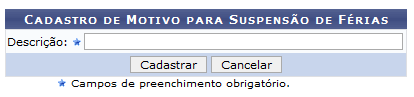 Cadastro de Motivo para Suspensão de Férias
Descrição:
Cadastrar Cancelar
Campos de preenchimento obrigatório.